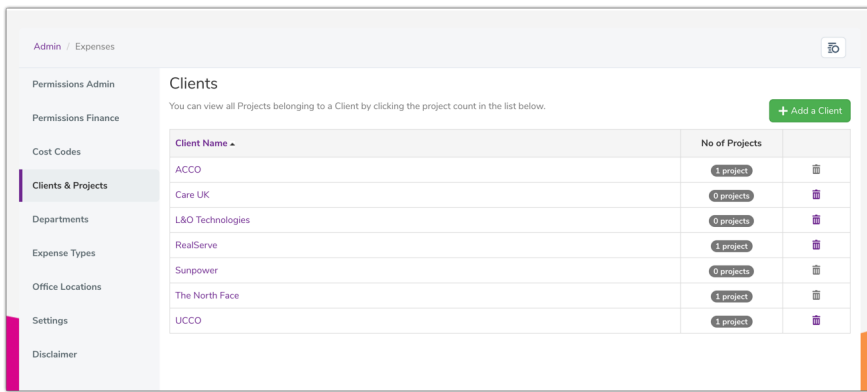 Admin / Expenses
Permissions Admin
Permissions Finance
Cost Codes
Clients & Projects
Departments
Expense Types
Office Locations
Settings
Disclaimer
Clients
You can view all Projects belonging to a Client by clicking the project count in the list below.
+ Add a Client
Client Name No of Projects
ACCO 1 project
Care UK 0 projects
L&O Technologies 0 projects
RealServe 1 project
Sunpower 0 projects
The North Face 1 project
UCCO 1 project